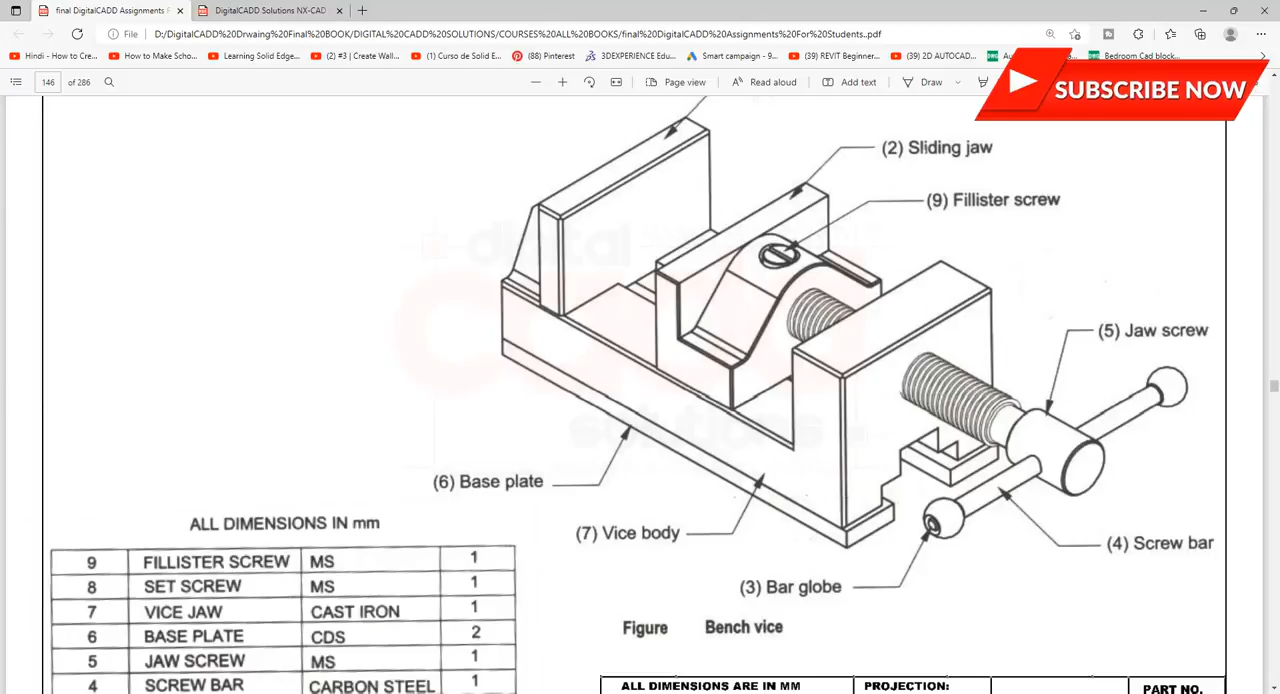 final DigitalCADD Assignments F
DigitalCADD Solutions NX-CAD
File
D:/DigitalCADD%20Drwaing%20Final%20BOOK/DIGITAL%20CADD%20SOLUTIONS/COURSES%20ALL%20BOOKS/final%20DigitalCADD%20Assignments%20For%20Students..pdf
Hindi - How to Cre...
How to Make Scho...
Learning Solid Edge...
(2) #3 | Create Wall...
(1) Curso de Solid E...
(88) Pinterest
3DEXPERIENCE Edu...
Smart campaign - 9...
(39) REVIT Beginner...
(39) 2D AUTOCAD...
Bedroom Cad block...
SUBSCRIBE NOW
146 of 286
Page view
Read aloud
Add text
Draw
(2) Sliding jaw
(9) Fillister screw
digital
cadd
(5) Jaw screw
solutions
(6) Base plate
(7) Vice body
(4) Screw bar
(3) Bar globe
Figure Bench vice
ALL DIMENSIONS IN mm
9 FILLISTER SCREW MS 1
8 SET SCREW MS 1
7 VICE JAW CAST IRON 1
6 BASE PLATE CDS 2
5 JAW SCREW MS 1
4 SCREW BAR CARBON STEEL 1
ALL DIMENSIONS ARE IN MM
PROJECTION:
PART NO.